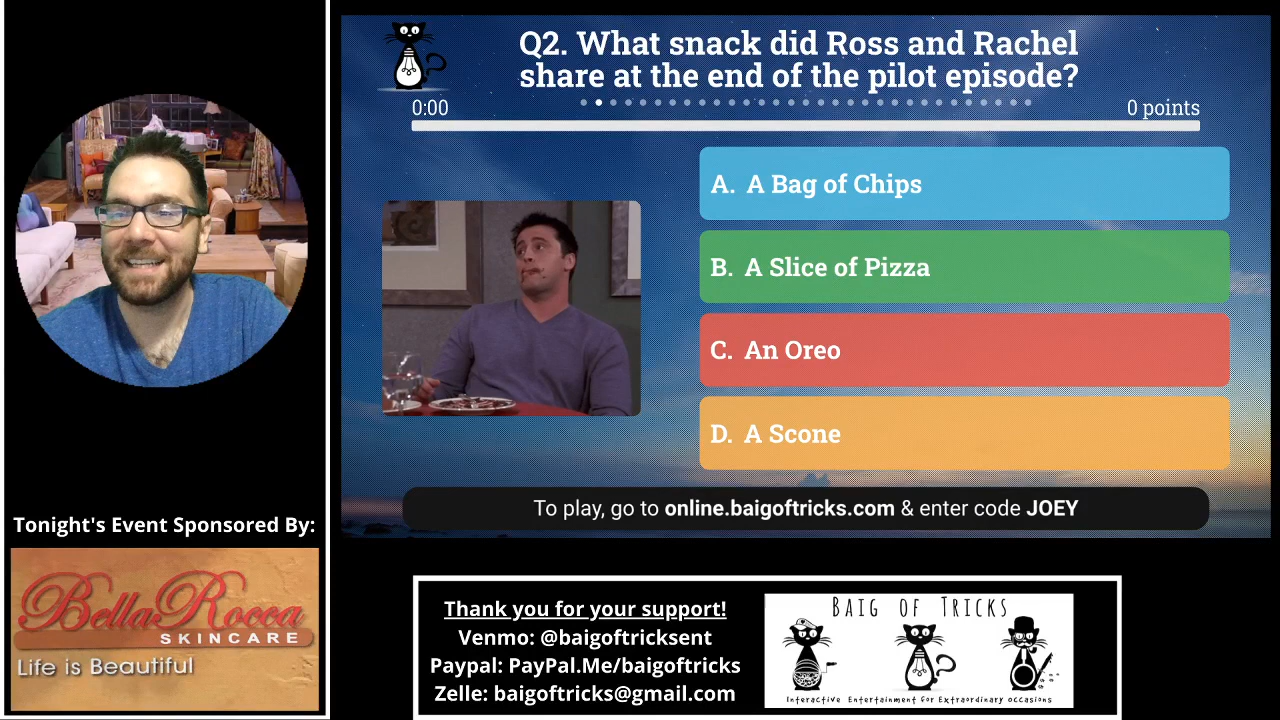 Q2. What snack did Ross and Rachel
share at the end of the pilot episode?
0:00
0 points
A. A Bag of Chips
B. A Slice of Pizza
C. An Oreo
D. A Scone
To play, go to online.baigoftricks.com & enter code JOEY
Tonight's Event Sponsored By:
BellaRocca
SKINCARE
Life is Beautiful
Thank you for your support!
Venmo: @baigoftricksent
Paypal: PayPal.Me/baigoftricks
Zelle: baigoftricks@gmail.com
BAIG OF TRICKS
Interactive Entertainment for Extraordinary occasions